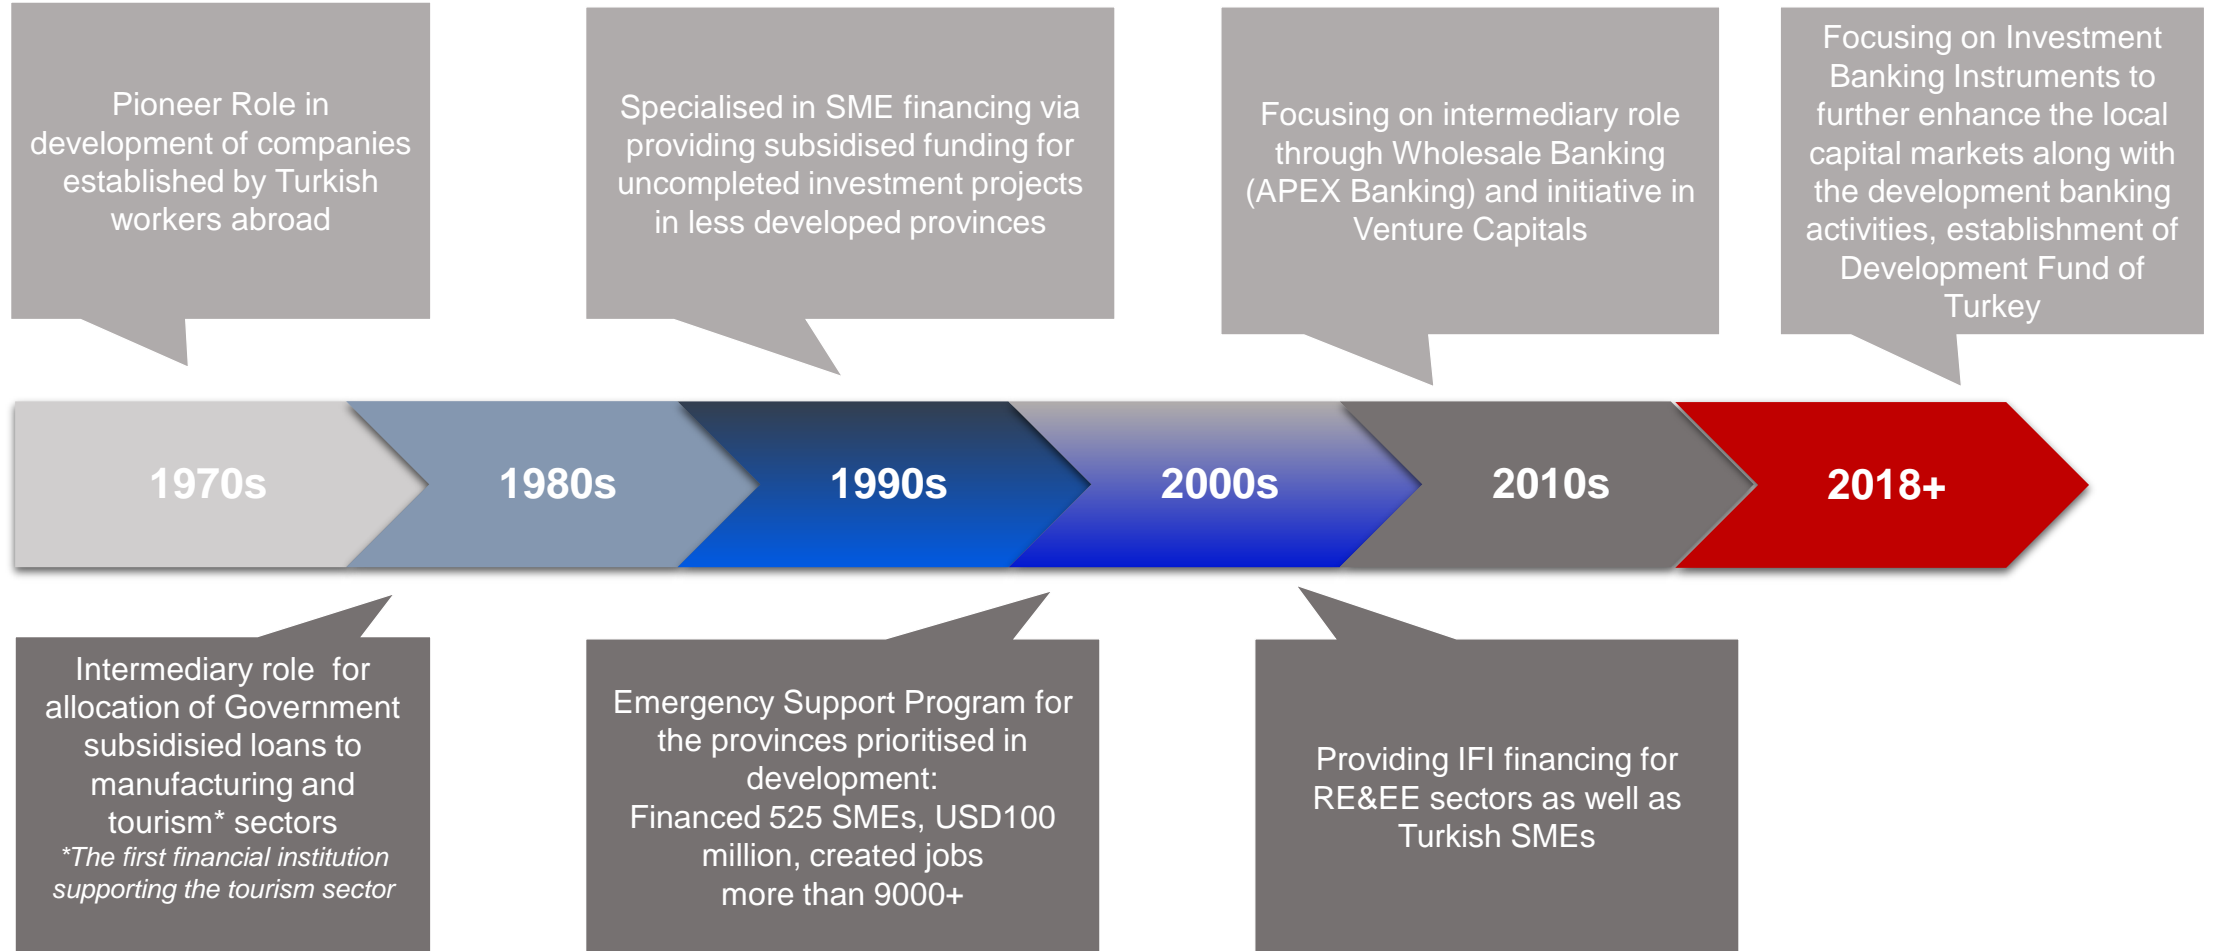 Pioneer Role in
development of companies
established by Turkish
workers abroad
Specialised in SME financing via
providing subsidised funding for
uncompleted investment projects
in less developed provinces
Focusing on intermediary role
through Wholesale Banking
(APEX Banking) and initiative in
Venture Capitals
Focusing on Investment
Banking Instruments to
further enhance the local
capital markets along with
the development banking
activities, establishment of
Development Fund of
Turkey
1970s
1980s
1990s
2000s
2010s
2018+
Intermediary role  for
allocation of Government
subsidisied loans to
manufacturing and
tourism* sectors
*The first financial institution
supporting the tourism sector
Emergency Support Program for
the provinces prioritised in
development:
Financed 525 SMEs, USD100
million, created jobs
more than 9000+
Providing IFI financing for
RE&EE sectors as well as
Turkish SMEs